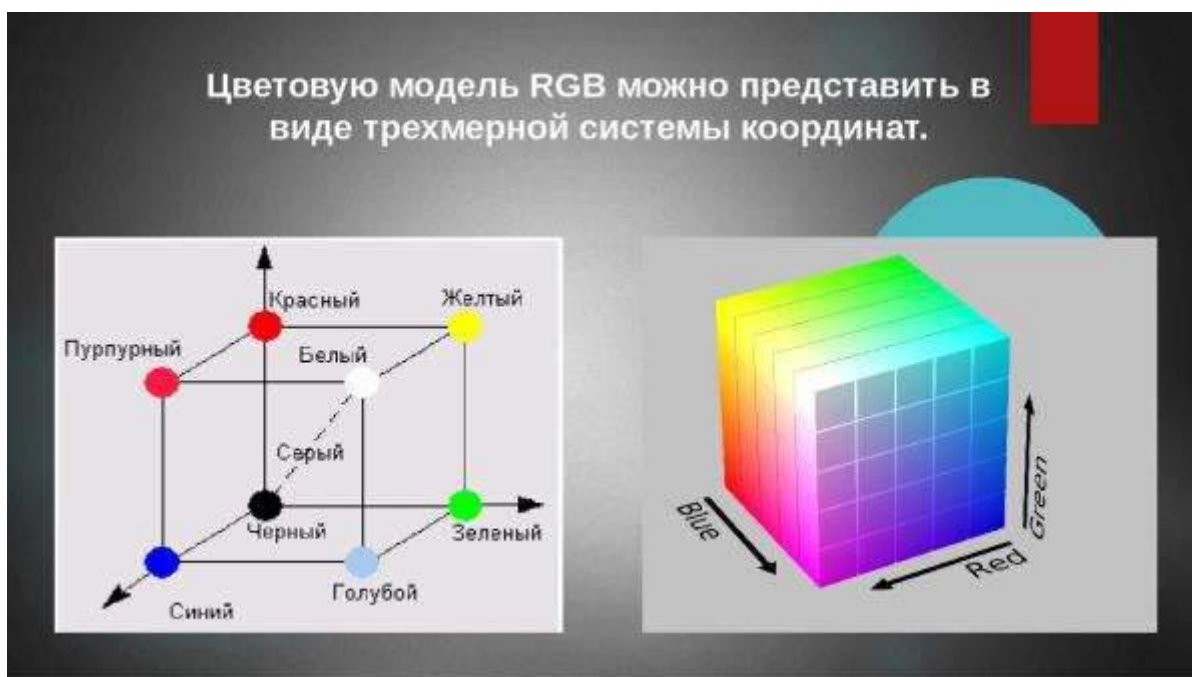 Цветовую модель RGB можно представить в
виде трехмерной системы координат.
Красный
Желтый
Пурпурный
Белый
Серый
Черный
Зеленый
Голубой
Синий
Blue
Red
Green